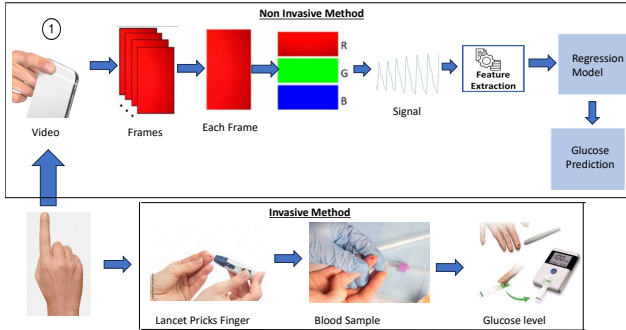 Non Invasive Method
1
R
G
B
Feature
Extraction
Regression
Model
Signal
Video
Frames
Each Frame
Glucose
Prediction
Invasive Method
100
Lancet Pricks Finger
Blood Sample
Glucose level